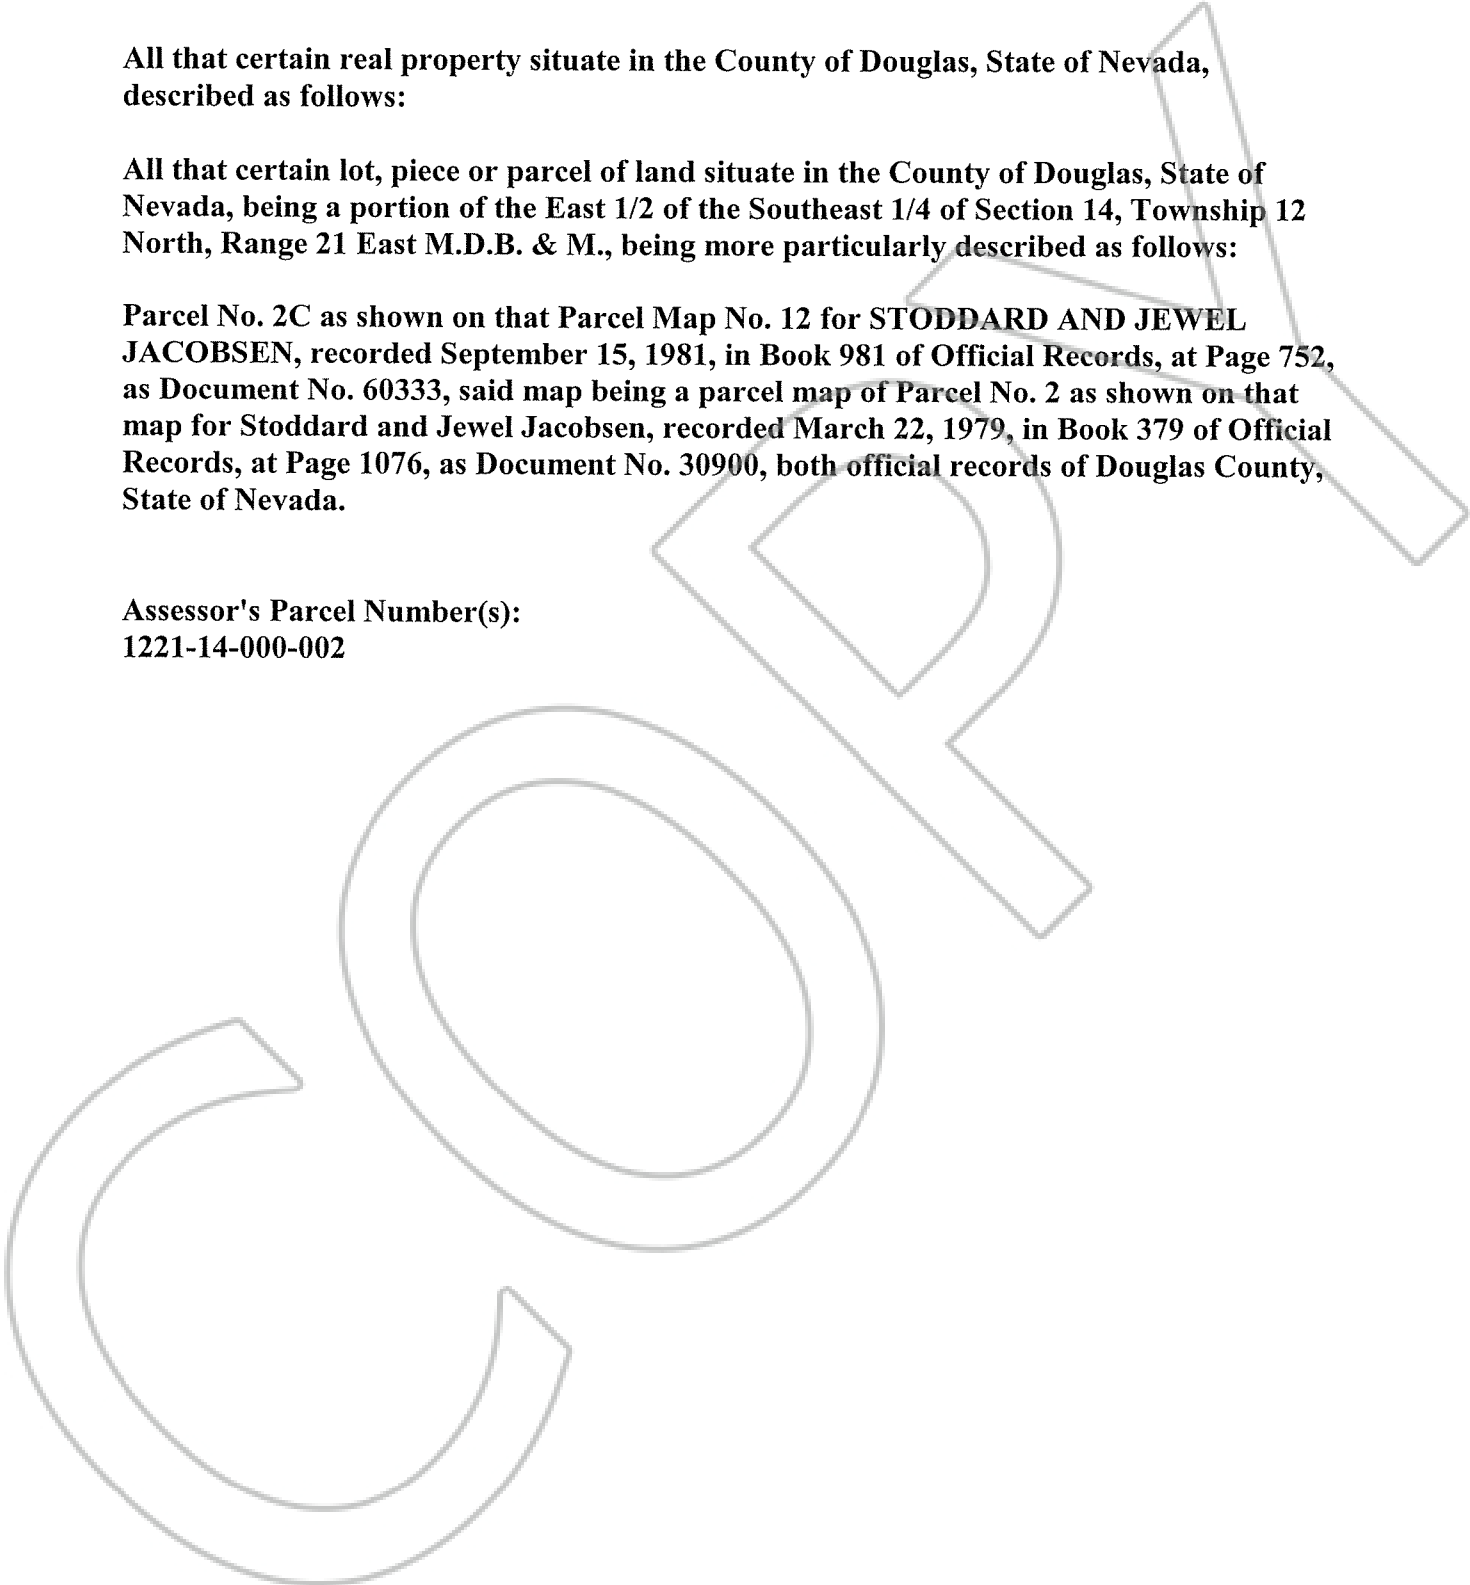 All that certain real property situate in the County of Douglas, State of Nevada,
described as follows:
All that certain lot, piece or parcel of land situate in the County of Douglas, State of
Nevada, being a portion of the East 1/2 of the Southeast 1/4 of Section 14, Township 12
North, Range 21 East M.D.B. & M., being more particularly described as follows:
Parcel No. 2C as shown on that Parcel Map No. 12 for STODDARD AND JEWEL
JACOBSEN, recorded September 15, 1981, in Book 981 of Official Records, at Page 752,
as Document No. 60333, said map being a parcel map of Parcel No. 2 as shown on that
map for Stoddard and Jewel Jacobsen, recorded March 22, 1979, in Book 379 of Official
Records, at Page 1076, as Document No. 30900, both official records of Douglas County,
State of Nevada.
Assessor's Parcel Number(s):
1221-14-000-002
COPY